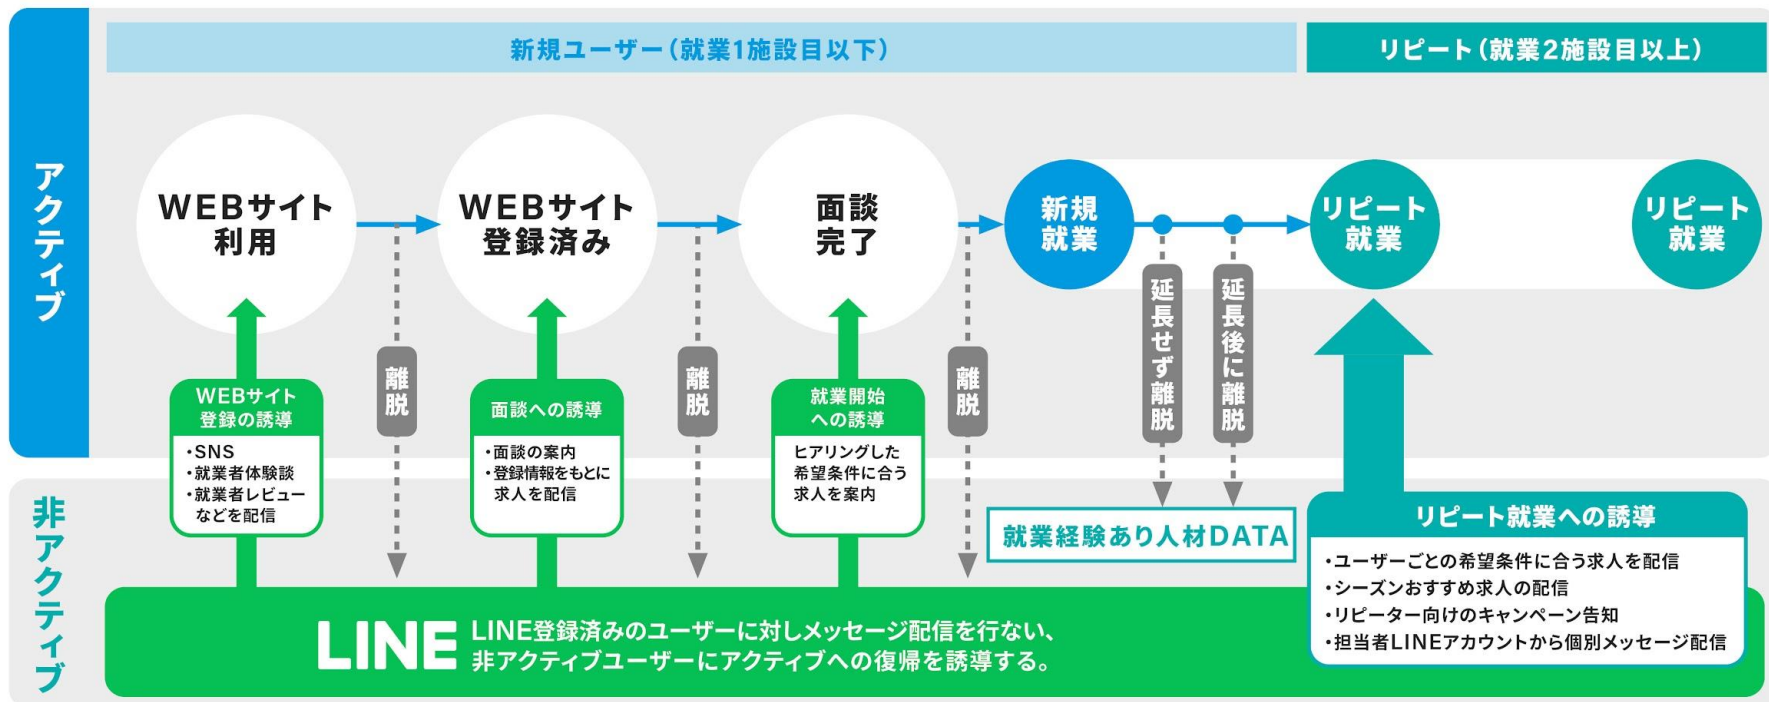 アクティブ
新規ユーザー（就業1施設目以下）
リピート（就業2施設目以上）
WEBサイト
利用
WEBサイト
登録済み
面談
完了
新規
就業
リピート
就業
リピート
就業
離脱
離脱
離脱
延長せず離脱
延長後に離脱
WEBサイト
登録の誘導
・SNS
・就業者体験談
・就業者レビュー
などを配信
面談への誘導
・面談の案内
・登録情報をもとに
求人を配信
就業開始
への誘導
ヒアリングした
希望条件に合う
求人を案内
非アクティブ
就業経験あり人材DATA
リピート就業への誘導
・ユーザーごとの希望条件に合う求人を配信
・シーズンおすすめ求人の配信
・リピーター向けのキャンペーン告知
・担当者LINEアカウントから個別メッセージ配信
LINE
LINE登録済みのユーザーに対しメッセージ配信を行ない、
非アクティブユーザーにアクティブへの復帰を誘導する。